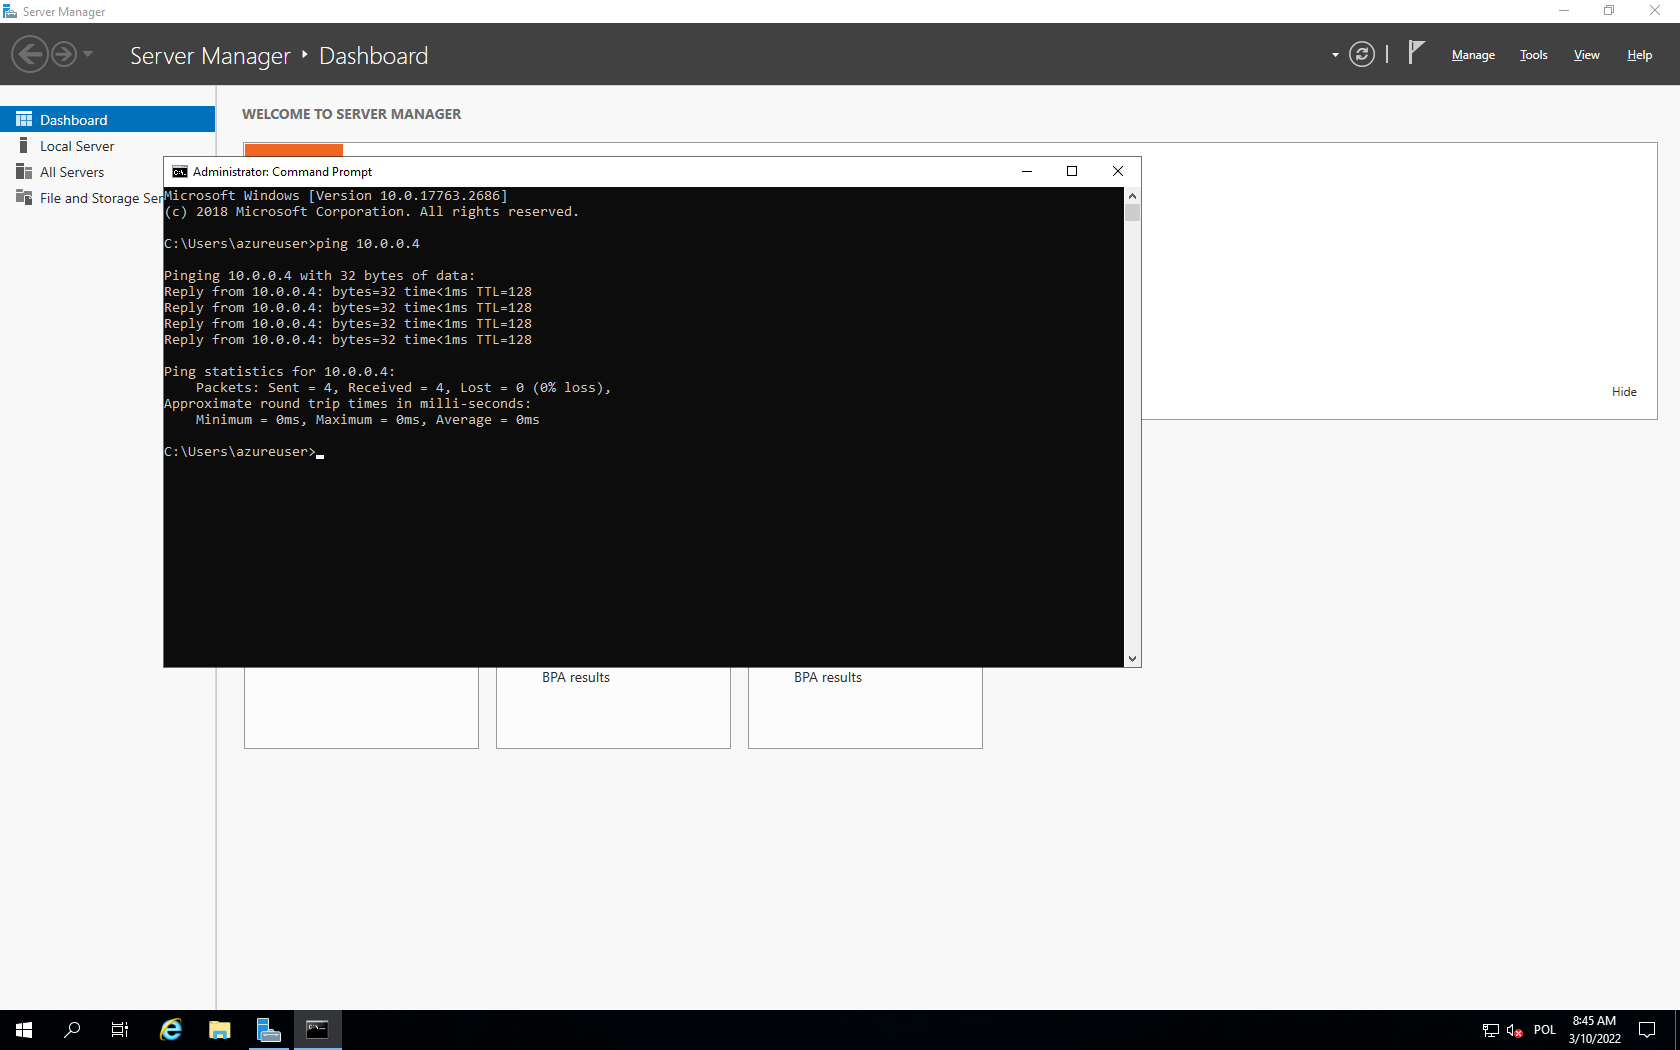 Server Manager
Server Manager
Dashboard
Manage
Tools
View
Help
Dashboard
Local Server
All Servers
File and Storage Ser
WELCOME TO SERVER MANAGER
Administrator: Command Prompt
Microsoft Windows [Version 10.0.17763.2686]
(c) 2018 Microsoft Corporation. All rights reserved.
C:\Users\azureuser>ping 10.0.0.4
Pinging 10.0.0.4 with 32 bytes of data:
Reply from 10.0.0.4: bytes=32 time<1ms TTL=128
Reply from 10.0.0.4: bytes=32 time<1ms TTL=128
Reply from 10.0.0.4: bytes=32 time<1ms TTL=128
Reply from 10.0.0.4: bytes=32 time<1ms TTL=128
Ping statistics for 10.0.0.4:
Packets: Sent = 4, Received = 4, Lost = 0 (0% loss),
Approximate round trip times in milli-seconds:
Minimum = 0ms, Maximum = 0ms, Average = 0ms
C:\Users\azureuser>
Hide
BPA results
BPA results
POL
8:45 AM
3/10/2022